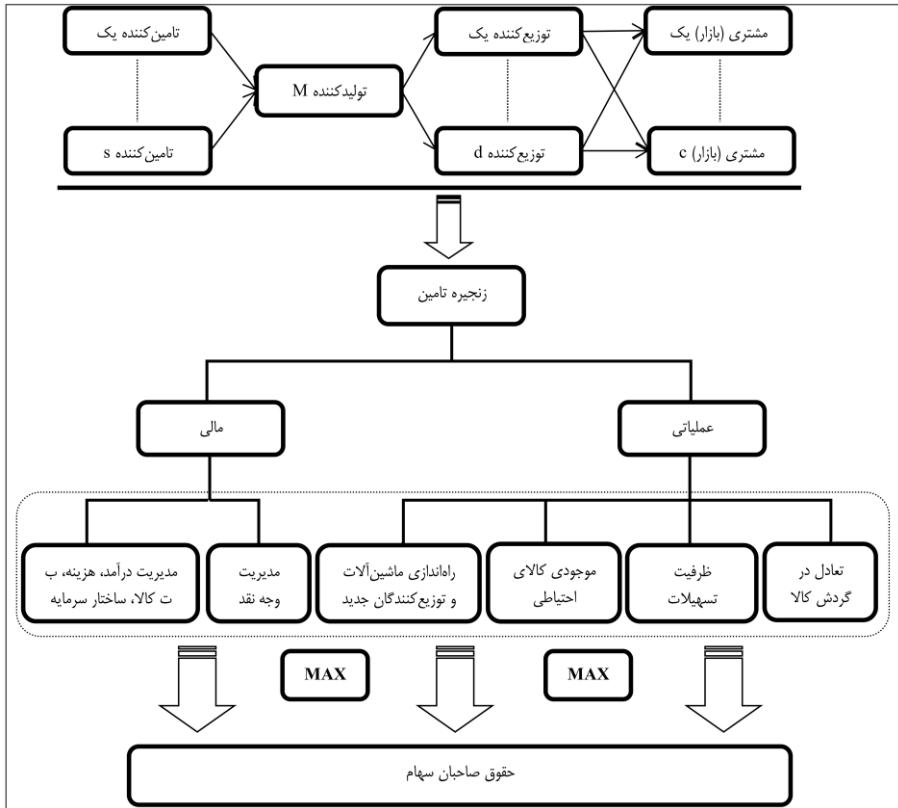 مشتری (بازار) یک
توزیع‌کننده یک
تامین‌کننده یک
تولیدکننده M
مشتری (بازار) c
توزیع‌کننده d
تامین‌کننده s
زنجیره تامین
عملیاتی
مالی
تعادل در
گردش کالا
ظرفیت
تسهیلات
موجودی کالای
احتیاطی
راه‌اندازی ماشین‌آلات
و توزیع‌کنندگان جدید
مدیریت
وجه نقد
مدیریت درآمد، هزینه، ب
ت کالا، ساختار سرمایه
MAX
MAX
حقوق صاحبان سهام